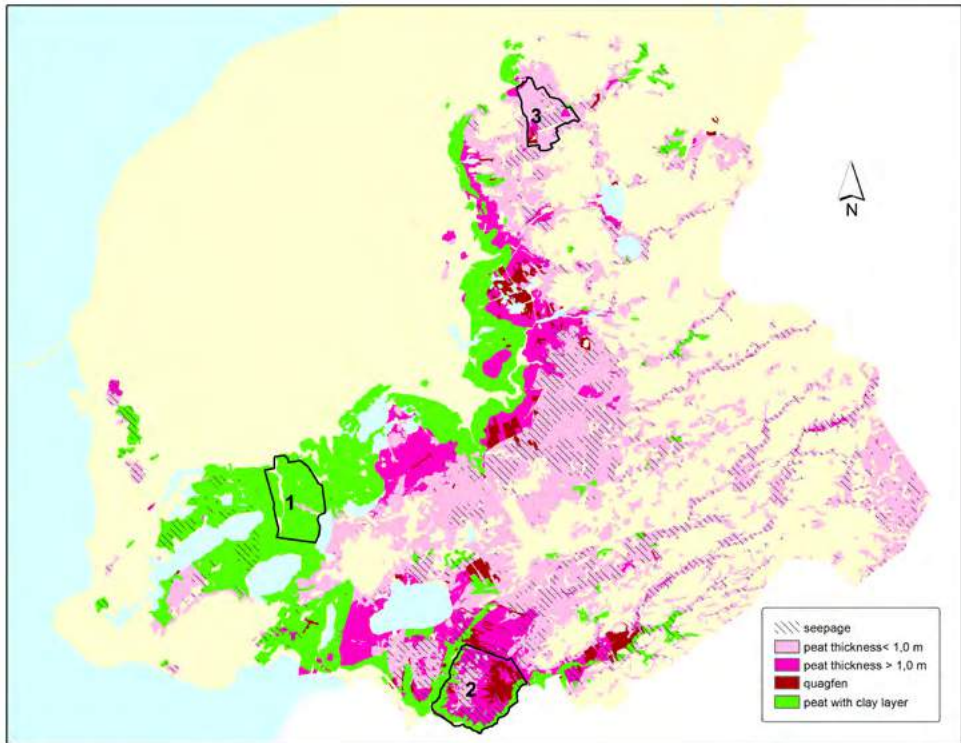 3
N
1
2
seepage
peat thickness< 1,0 m
peat thickness > 1,0 m
quagfen
peat with clay layer